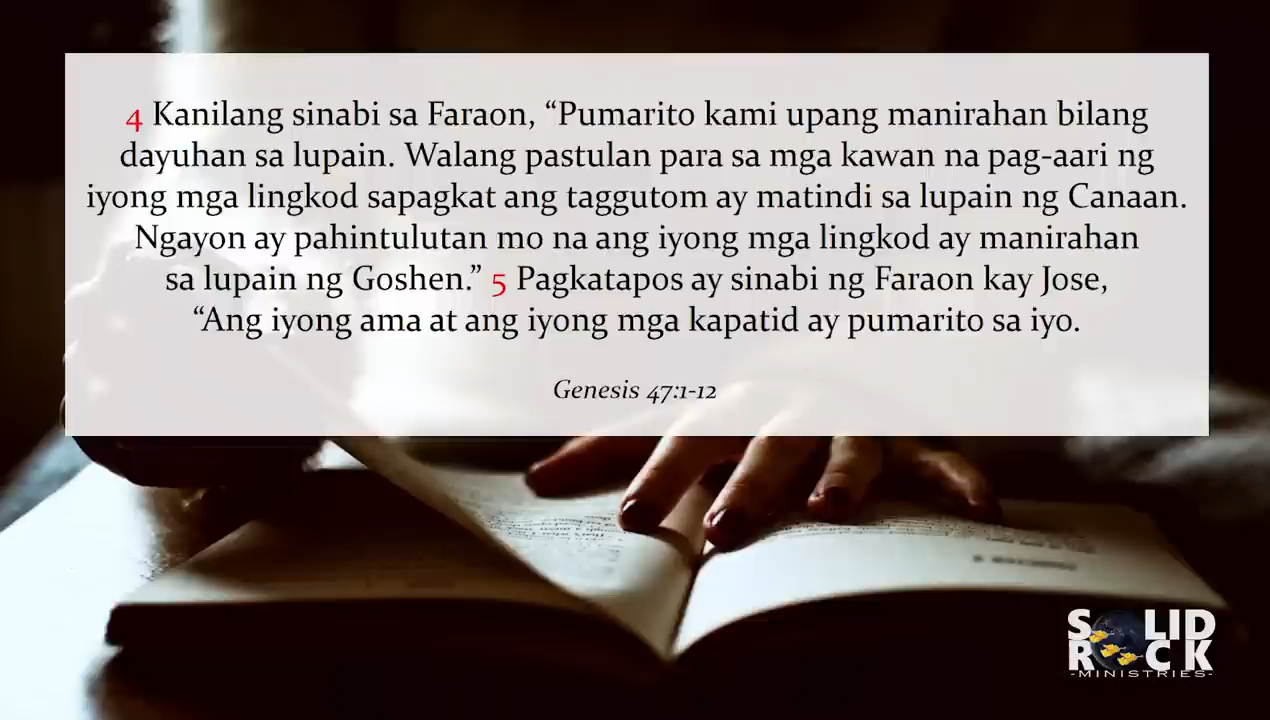 4 Kanilang sinabi sa Faraon, “Pumarito kami upang manirahan bilang
dayuhan sa lupain. Walang pastulan para sa mga kawan na pag-aari ng
iyong mga lingkod sapagkat ang taggutom ay matindi sa lupain ng Canaan.
Ngayon ay pahintulutan mo na ang iyong mga lingkod ay manirahan
sa lupain ng Goshen.” 5 Pagkatapos ay sinabi ng Faraon kay Jose,
“Ang iyong ama at ang iyong mga kapatid ay pumarito sa iyo.
Genesis 47:1-12
SOLID
ROCK
-MINISTRIES-